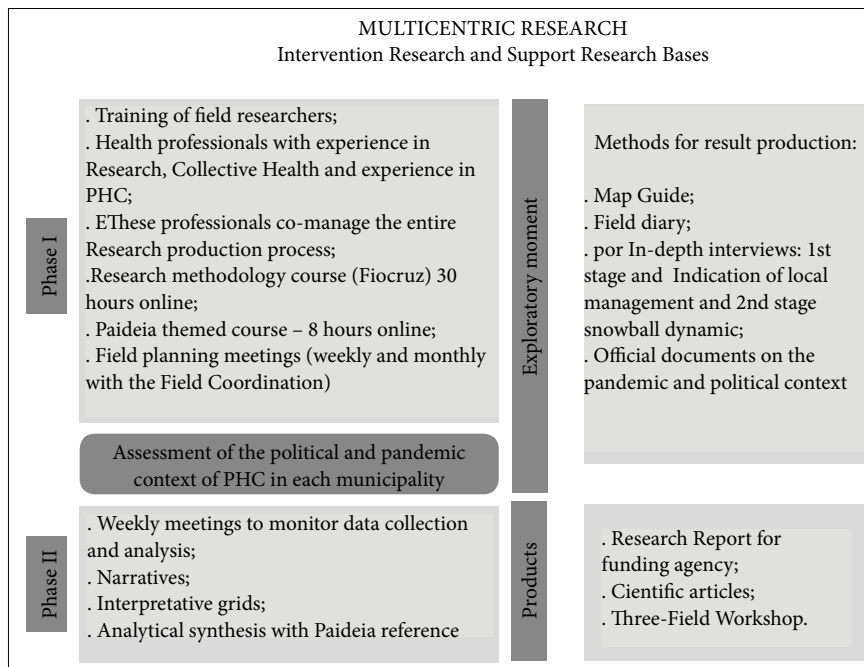 MULTICENTRIC RESEARCH
Intervention Research and Support Research Bases
Phase I
. Training of field researchers;
. Health professionals with experience in
Research, Collective Health and experience in
PHC;
. EThese professionals co-manage the entire
Research production process;
.Research methodology course (Fiocruz) 30
hours online;
. Paideia themed course – 8 hours online;
. Field planning meetings (weekly and monthly
with the Field Coordination)
Exploratory moment
Methods for result production:
. Map Guide;
. Field diary;
. por In-depth interviews: 1st
stage and Indication of local
management and 2nd stage
snowball dynamic;
. Official documents on the
pandemic and political context
Assessment of the political and pandemic
context of PHC in each municipality
Phase II
. Weekly meetings to monitor data collection
and analysis;
. Narratives;
. Interpretative grids;
. Analytical synthesis with Paideia reference
Products
. Research Report for
funding agency;
. Cientific articles;
. Three-Field Workshop.